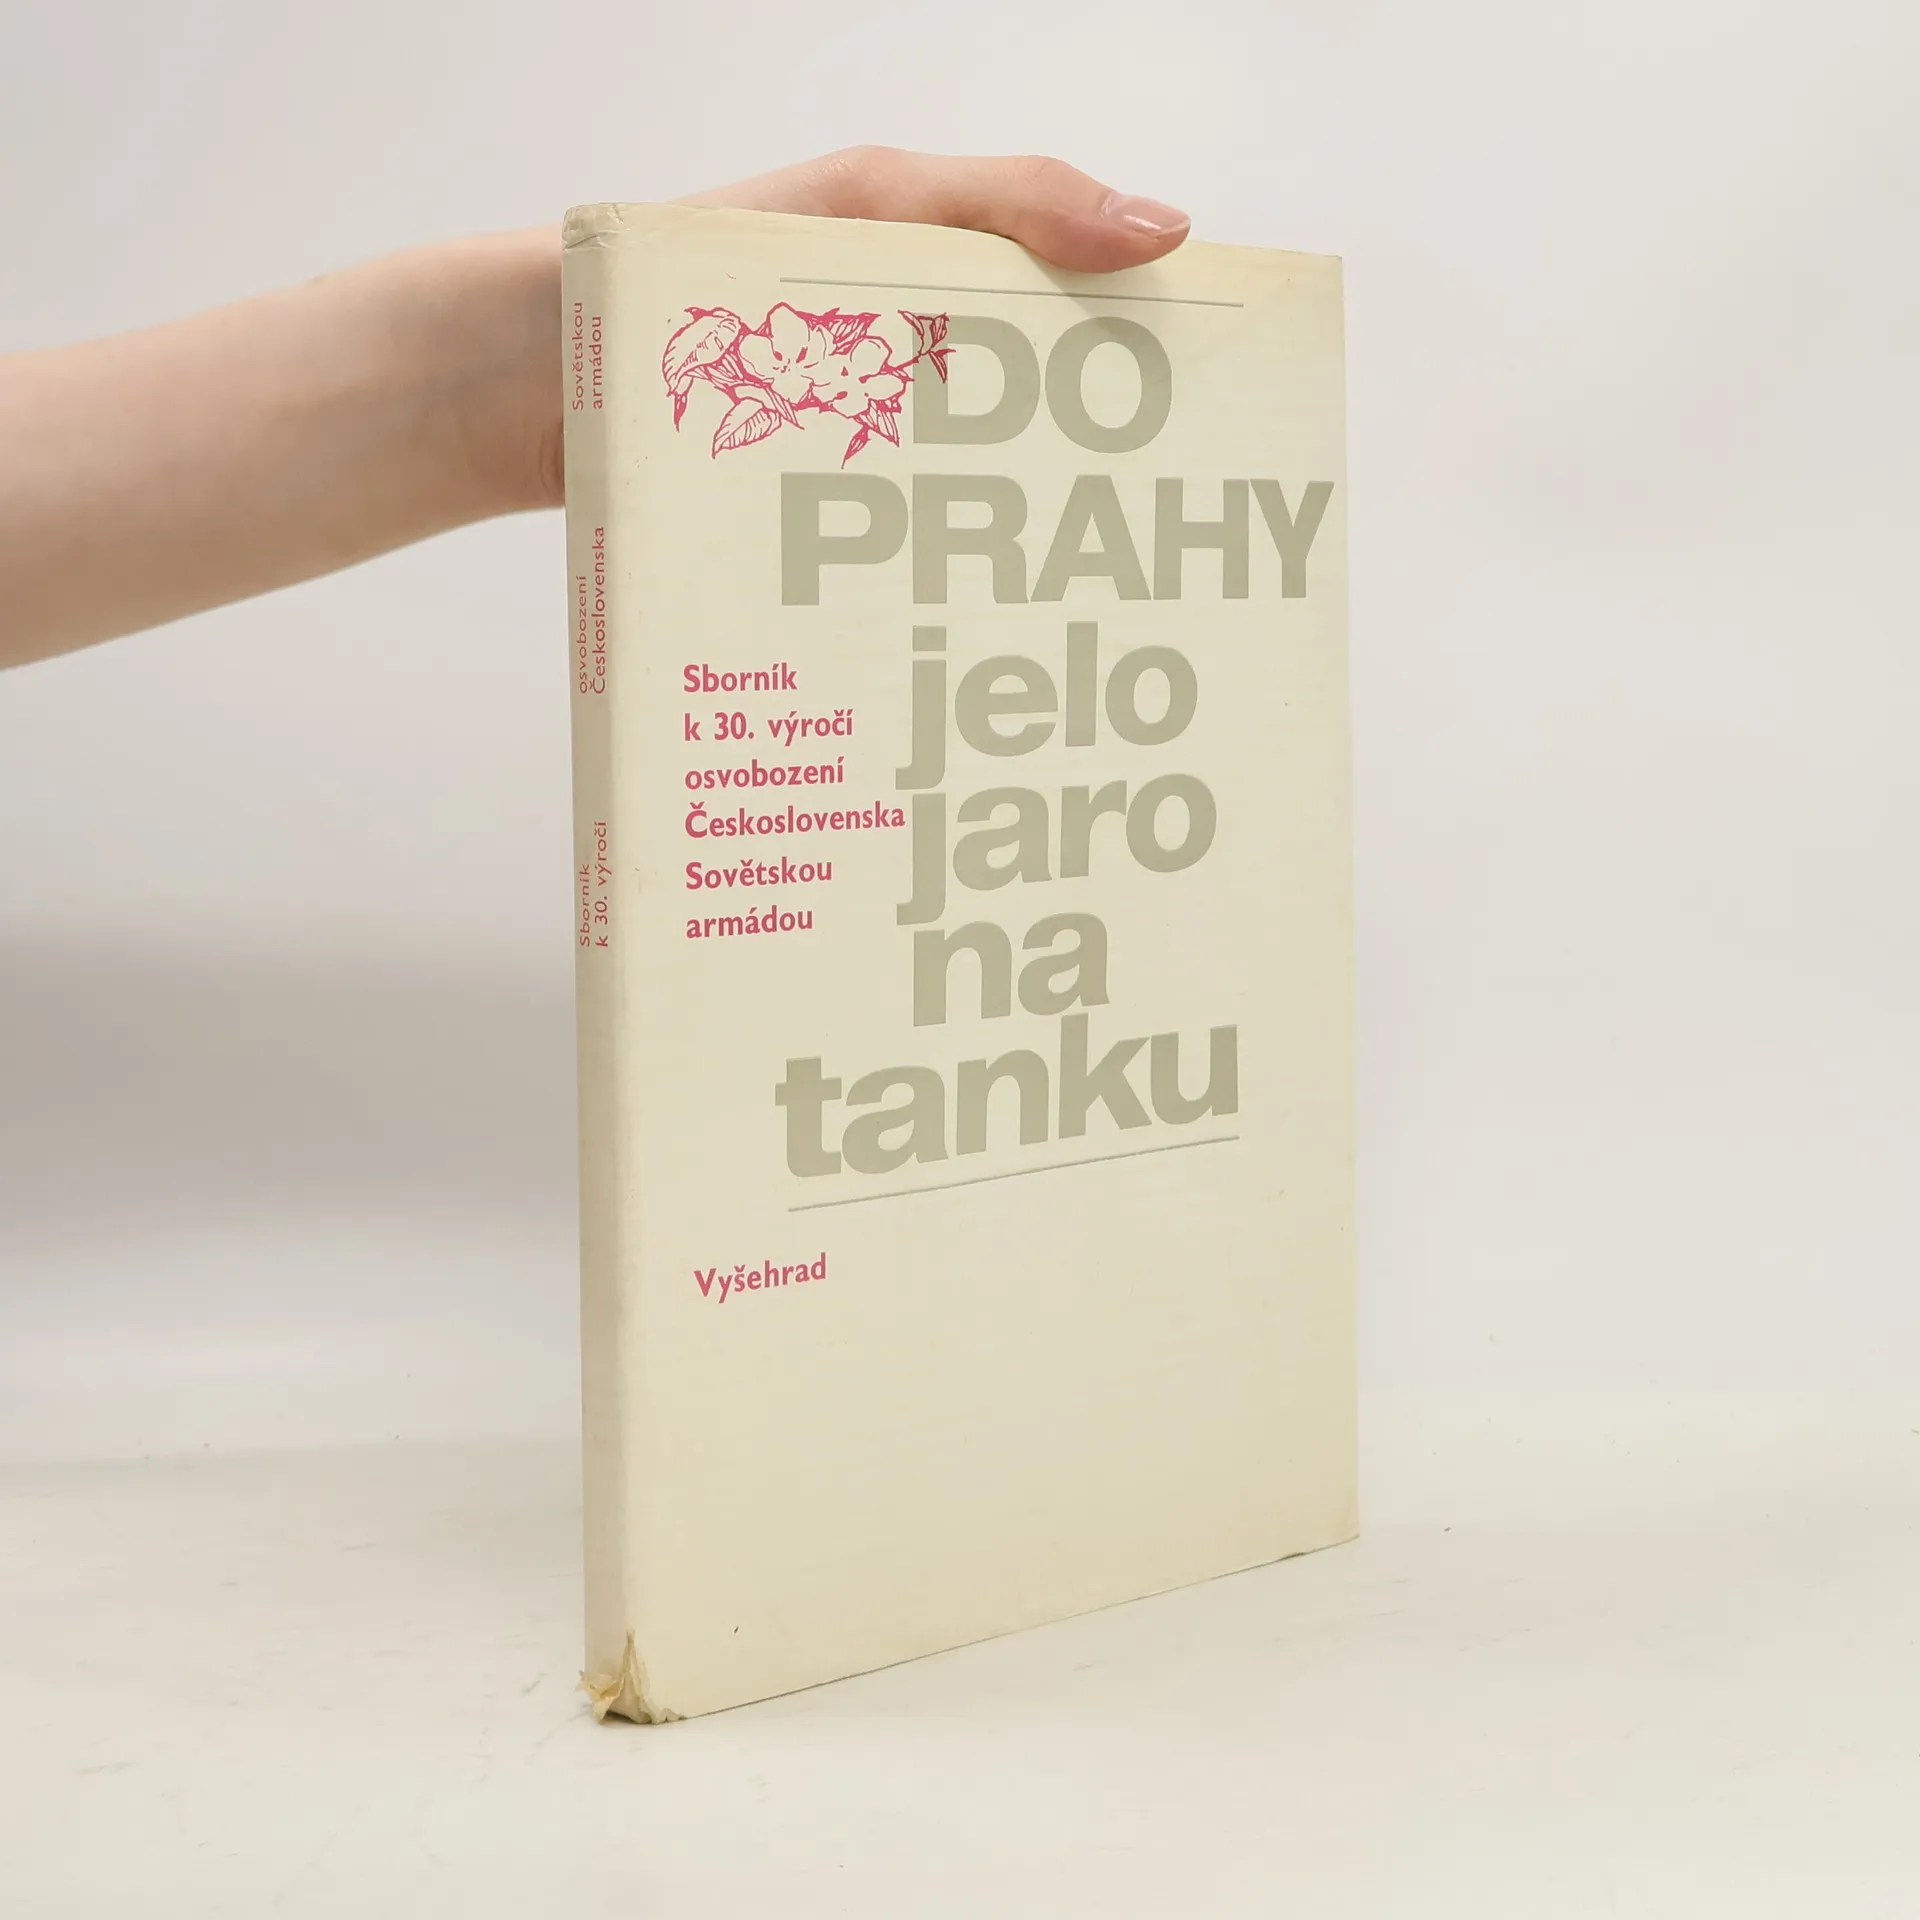 Sborník
k 30. výročí
osvobození
Československa
Sovětskou
armádou
DO
PRAHY
jelo
jaro
na
tanku
Sborník
k 30. výročí
osvobození
Československa
Sovětskou
armádou
Vyšehrad